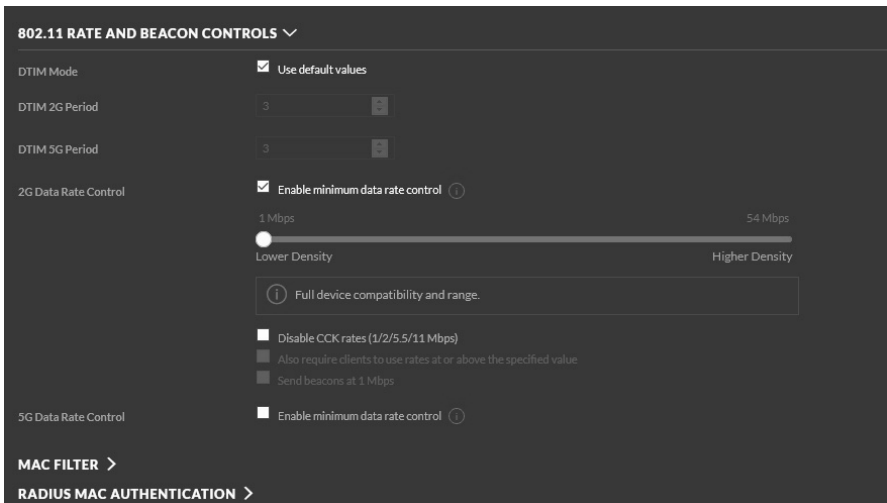 802.11 RATE AND BEACON CONTROLS
DTIM Mode
Use default values
DTIM 2G Period
3
DTIM 5G Period
3
2G Data Rate Control
Enable minimum data rate control
1 Mbps 54 Mbps
Lower Density Higher Density
Full device compatibility and range.
Disable CCK rates (1/2/5.5/11 Mbps)
Also require clients to use rates at or above the specified value
Send beacons at 1 Mbps
5G Data Rate Control
Enable minimum data rate control
MAC FILTER
RADIUS MAC AUTHENTICATION